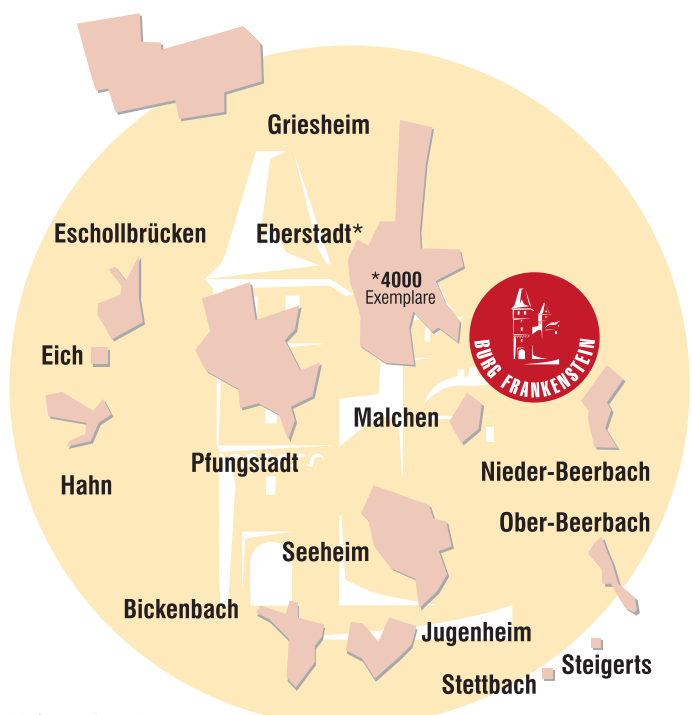 Griesheim
Eschollbrücken
Eberstadt*
*4000
Exemplare
BURG FRANKENSTEIN
Eich
Malchen
Hahn
Pfungstadt
Nieder-Beerbach
Ober-Beerbach
Seeheim
Bickenbach
Jugenheim
Steigerts
Stettbach